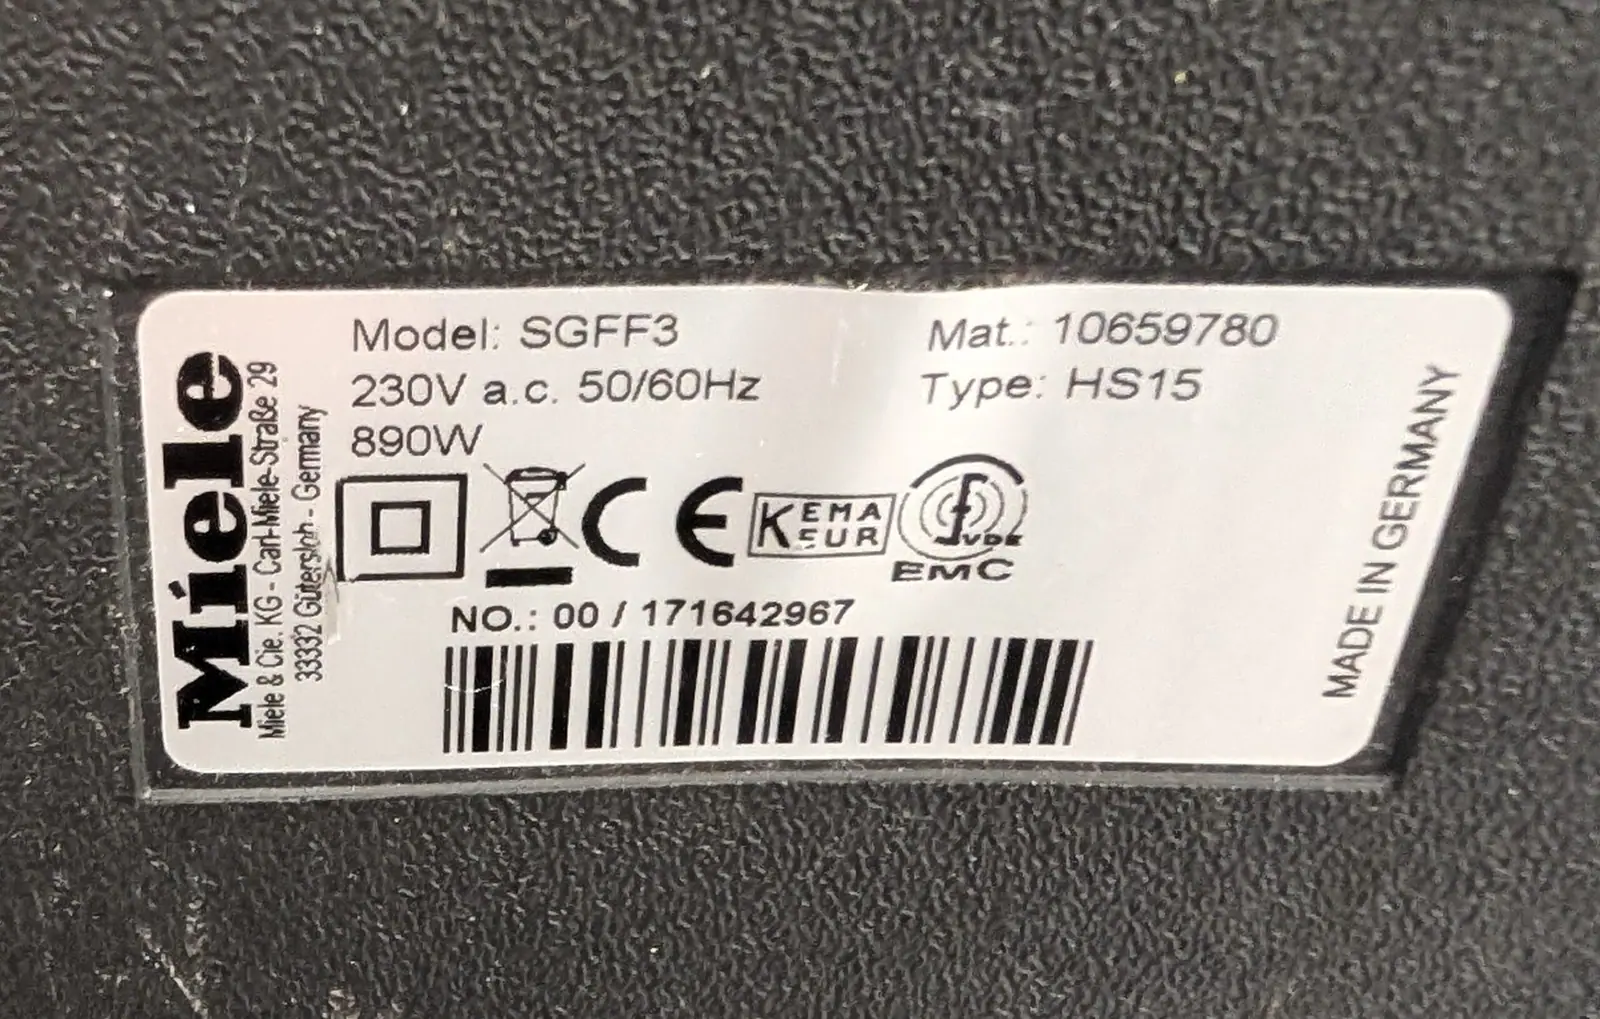 Miele
Miele & Cie. KG - Carl-Miele-Straße 29
33332 Gütersloh - Germany
Model: SGFF3
230V a.c. 50/60Hz
890W
Mat.: 10659780
Type: HS15
CE
KEMA
EUR
VDE
EMC
NO.: 00 / 171642967
MADE IN GERMANY